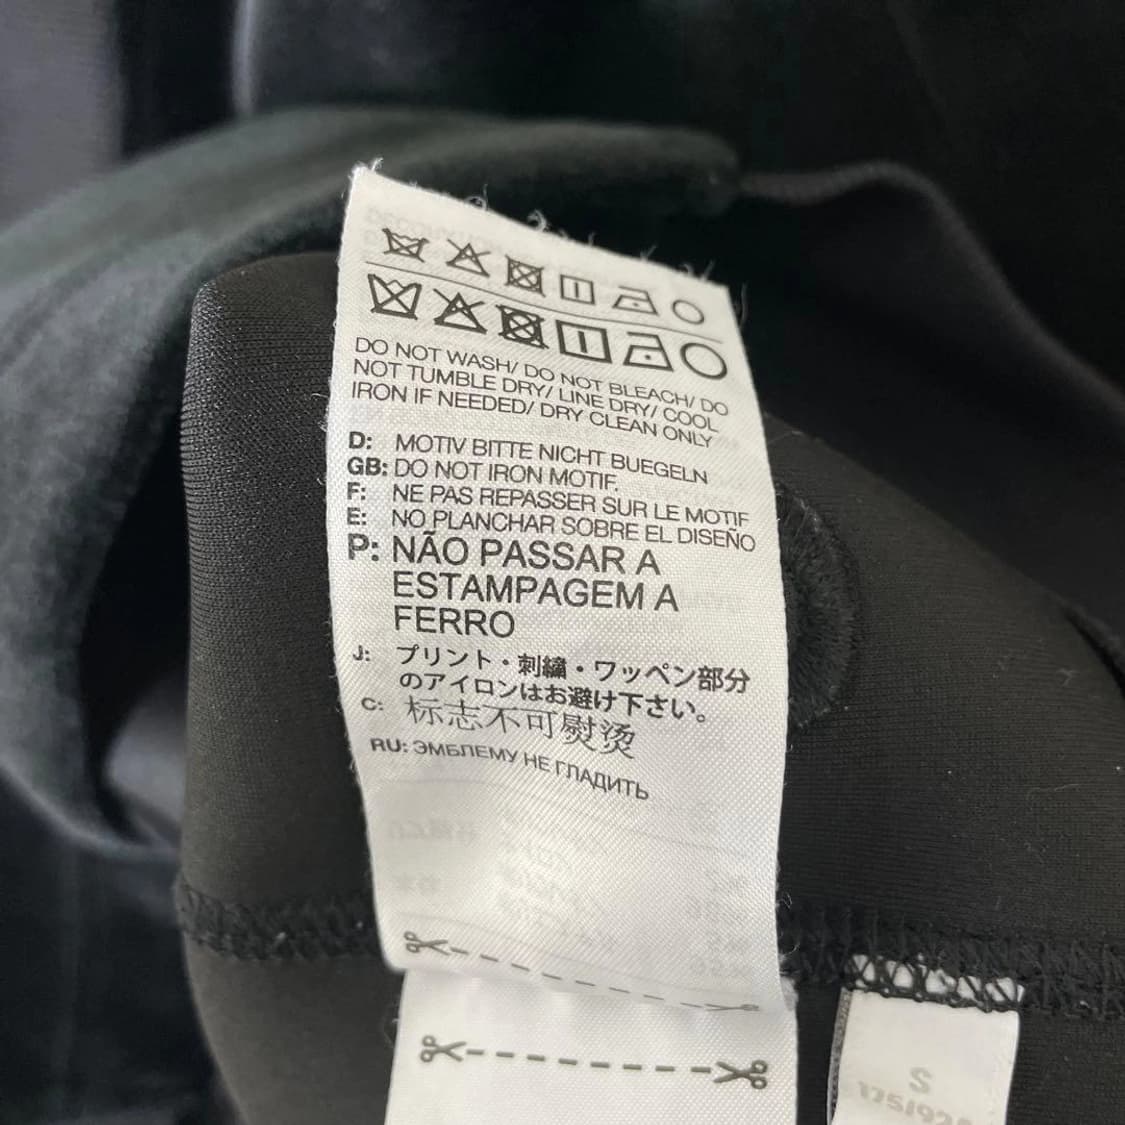 DO NOT WASH/ DO NOT BLEACH/ DO
NOT TUMBLE DRY/ LINE DRY/ COOL
IRON IF NEEDED/ DRY CLEAN ONLY
D: MOTIV BITTE NICHT BUEGELN
GB: DO NOT IRON MOTIF.
F: NE PAS REPASSER SUR LE MOTIF
E: NO PLANCHAR SOBRE EL DISEÑO
P: NÃO PASSAR A
ESTAMPAGEM A
FERRO
J: プリント・刺繍・ワッペン部分
のアイロンはお避け下さい。
C: 标志不可熨烫
RU: ЭМБЛЕМУ НЕ ГЛАДИТЬ
S